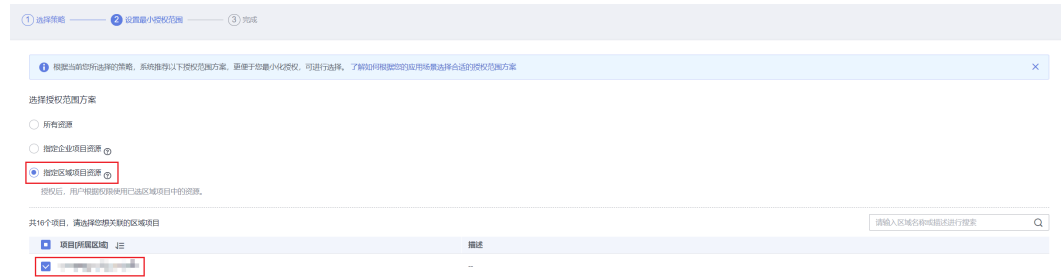 1 选择策略 2 设置最小授权范围 3 完成
根据当前您所选择的策略，系统推荐以下授权范围方案，更便于您最小化授权，可进行选择。了解如何根据您的应用场景选择合适的授权范围方案
选择授权范围方案
所有资源
指定企业项目资源
指定区域项目资源
授权后，用户根据权限使用已选区域项目中的资源。
共16个项目，请选择您想关联的区域项目 请输入区域名称或描述进行搜索
项目[所属区域] 描述
--